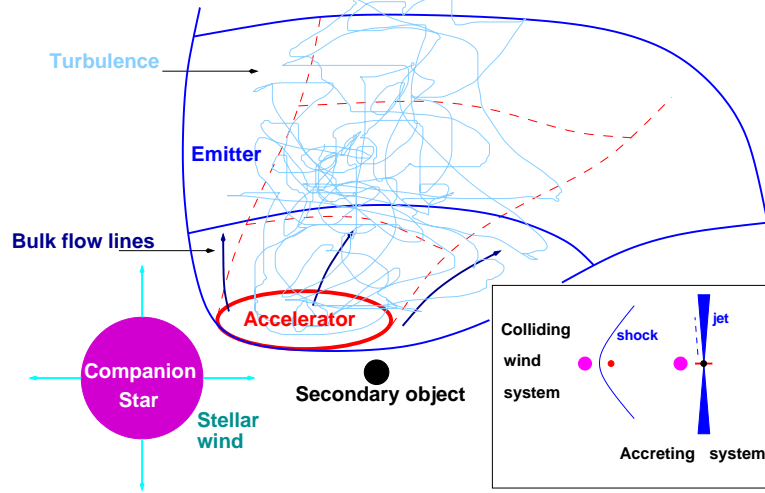 Turbulence
Emitter
Bulk flow lines
Accelerator
Companion
Star
Stellar
wind
Secondary object
Colliding
wind
system
shock
jet
Accreting system